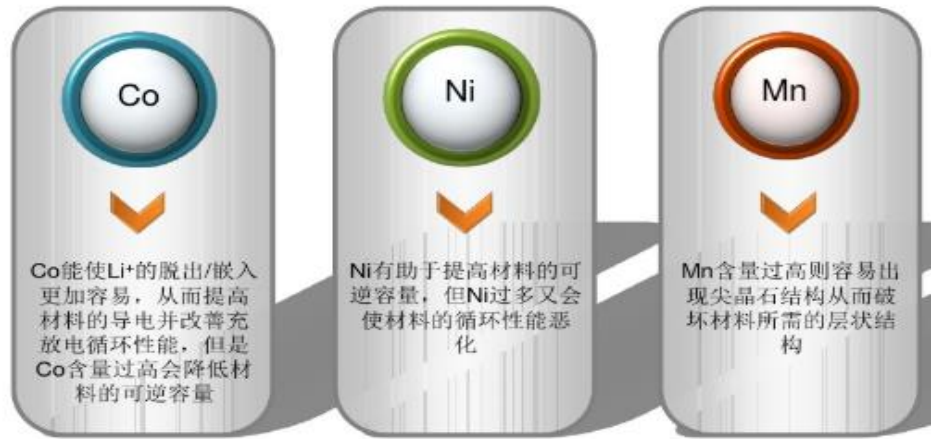 Co
Co能使Li⁺的脱出/嵌入
更加容易，从而提高
材料的导电并改善充
放电循环性能，但是
Co含量过高会降低材
料的可逆容量
Ni
Ni有助于提高材料的可
逆容量，但Ni过多又会
使材料的循环性能恶
化
Mn
Mn含量过高则容易出
现尖晶石结构从而破
坏材料所需的层状结
构